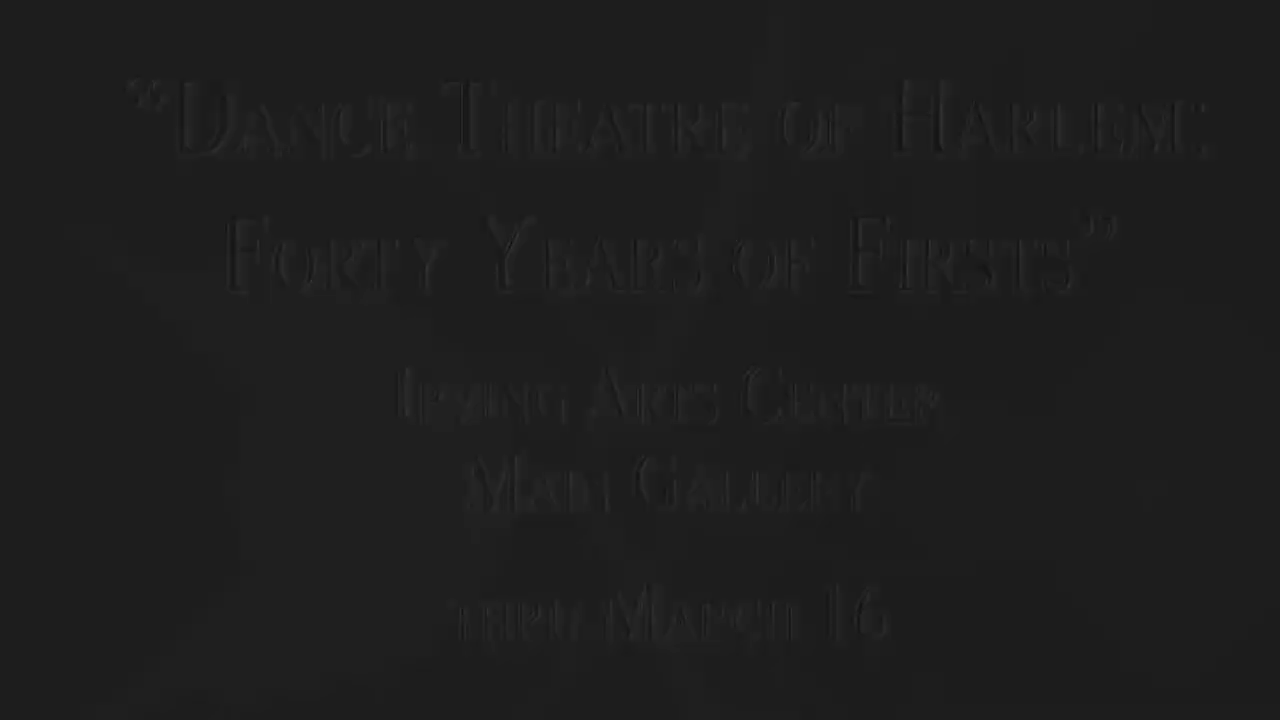 "Dance Theatre of Harlem:
Forty Years of Firsts"
Irving Arts Center
Main Gallery
thru March 16